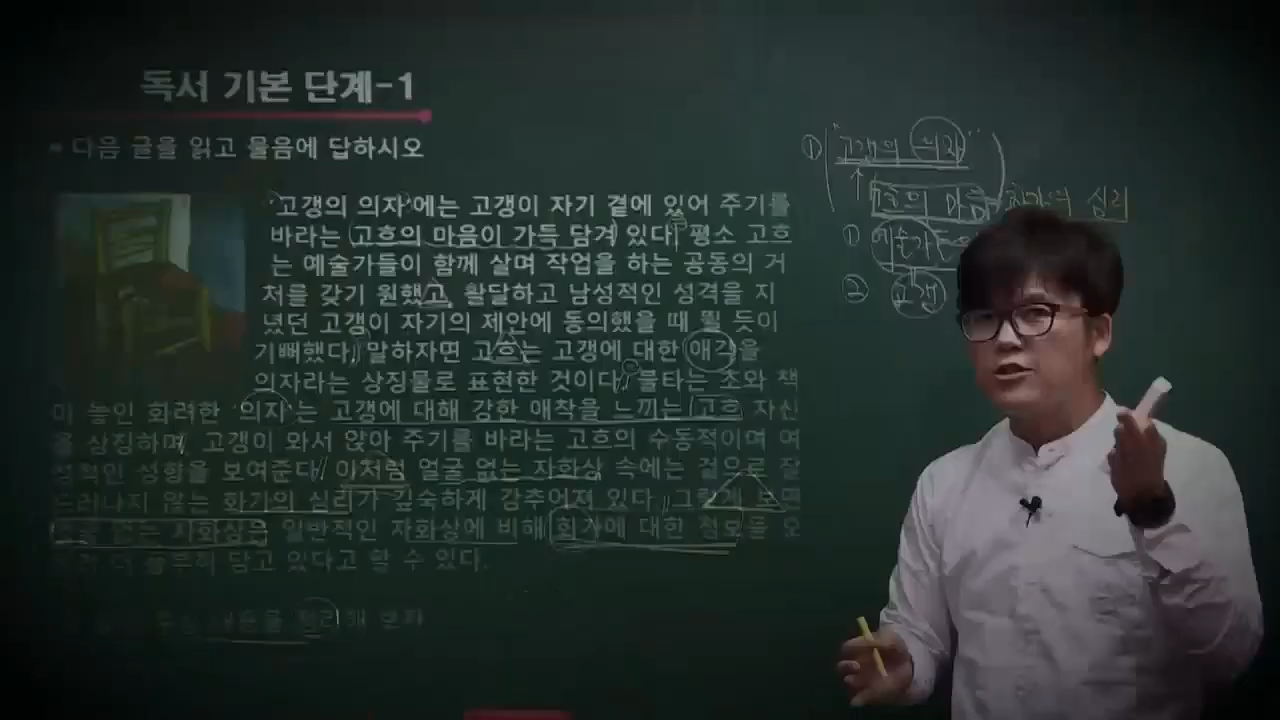 독서 기본 단계-1
다음 글을 읽고 물음에 답하시오
'고갱의 의자'에는 고갱이 자기 곁에 있어 주기를
바라는 고흐의 마음이 가득 담겨 있다. 평소 고흐
는 예술가들이 함께 살며 작업을 하는 공동의 거
처를 갖기 원했고, 활달하고 남성적인 성격을 지
녔던 고갱이 자기의 제안에 동의했을 때 뛸 듯이
기뻐했다. 말하자면 고흐는 고갱에 대한 애착을
의자라는 상징물로 표현한 것이다. 불타는 초와 책
이 놓인 화려한 '의자'는 고갱에 대해 강한 애착을 느끼는 고흐 자신
을 상징하며, 고갱이 와서 앉아 주기를 바라는 고흐의 수동적이며 여
성적인 성향을 보여준다. 이처럼 얼굴 없는 자화상 속에는 겉으로 잘
드러나지 않는 화가의 심리가 깊숙하게 감추어져 있다. 그렇게 보면
없는 자화상은 일반적인 자화상에 비해 화가에 대한 정보를 오
더 풍부히 담고 있다고 할 수 있다.
내용을 정리해 보자
① "고갱의 의자"
고흐의 마음 화가의 심리
① 예술가
② 고갱